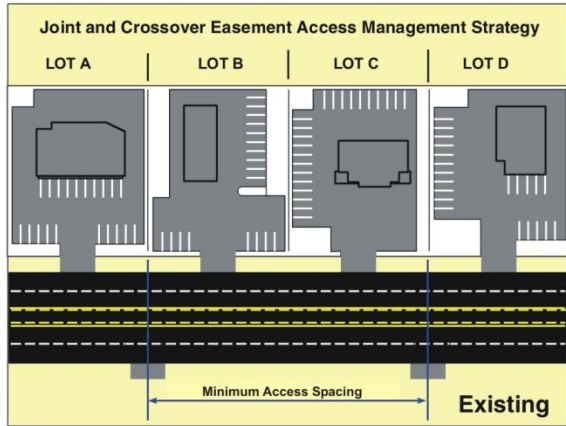 Joint and Crossover Easement Access Management Strategy
LOT A
LOT B
LOT C
LOT D
Minimum Access Spacing
Existing